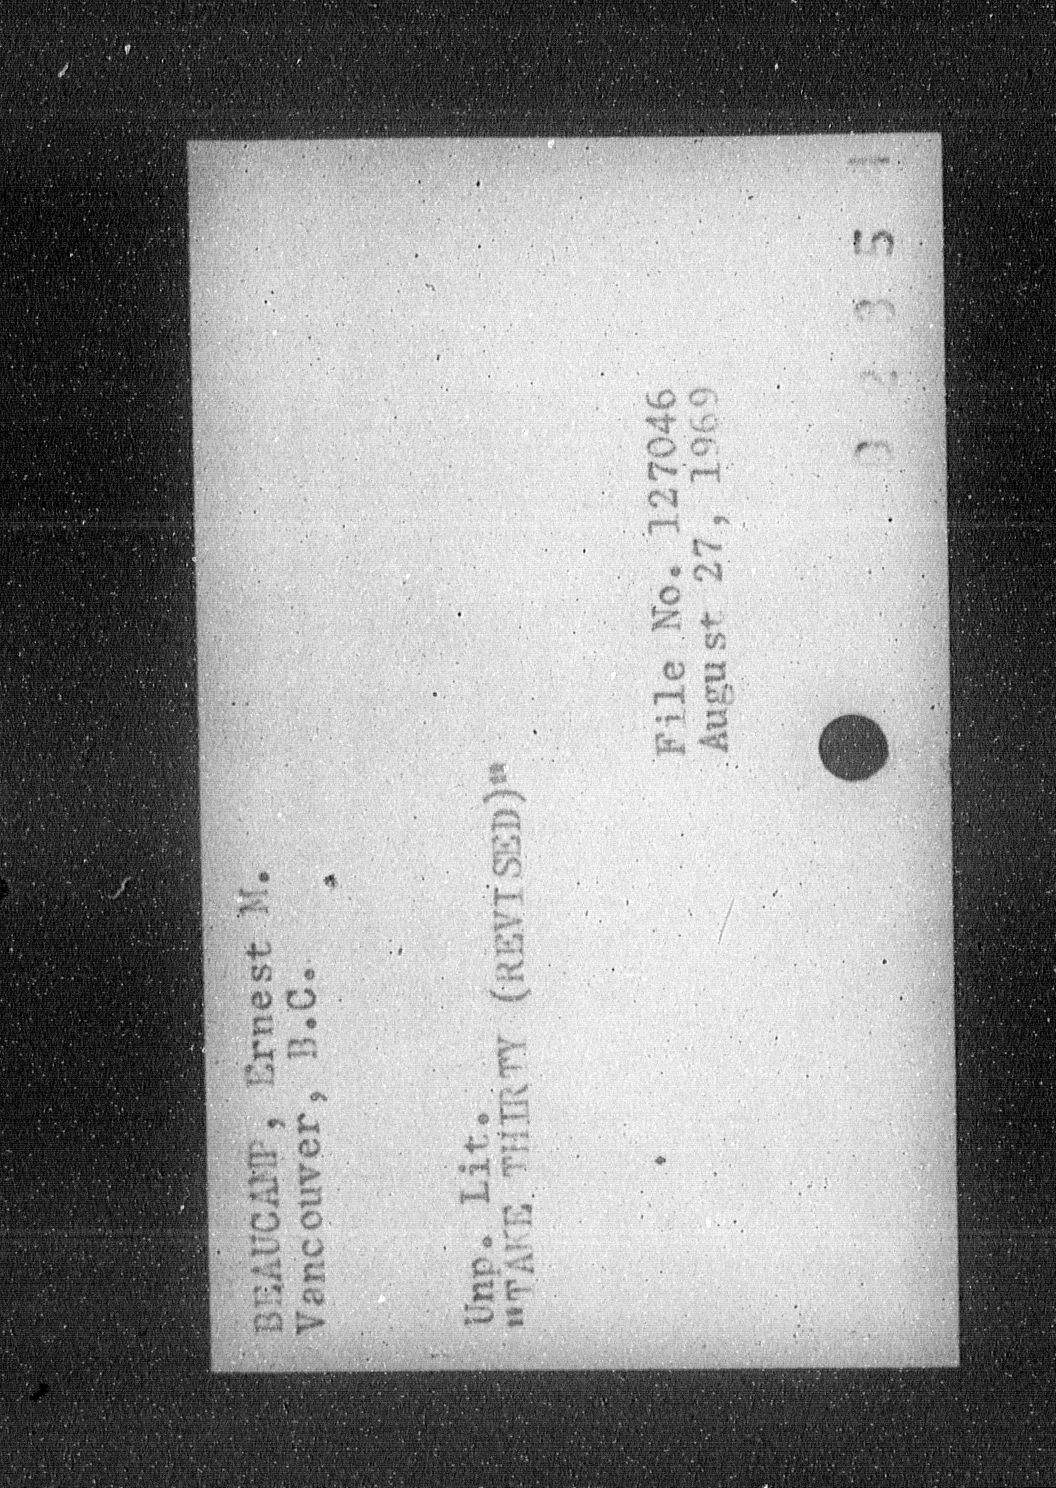 BEAUCAMP, Ernest M.
Vancouver, B.C.
Unp. Lit.
"TAKE THIRTY (REVISED)"
File No. 127046
August 27, 1969